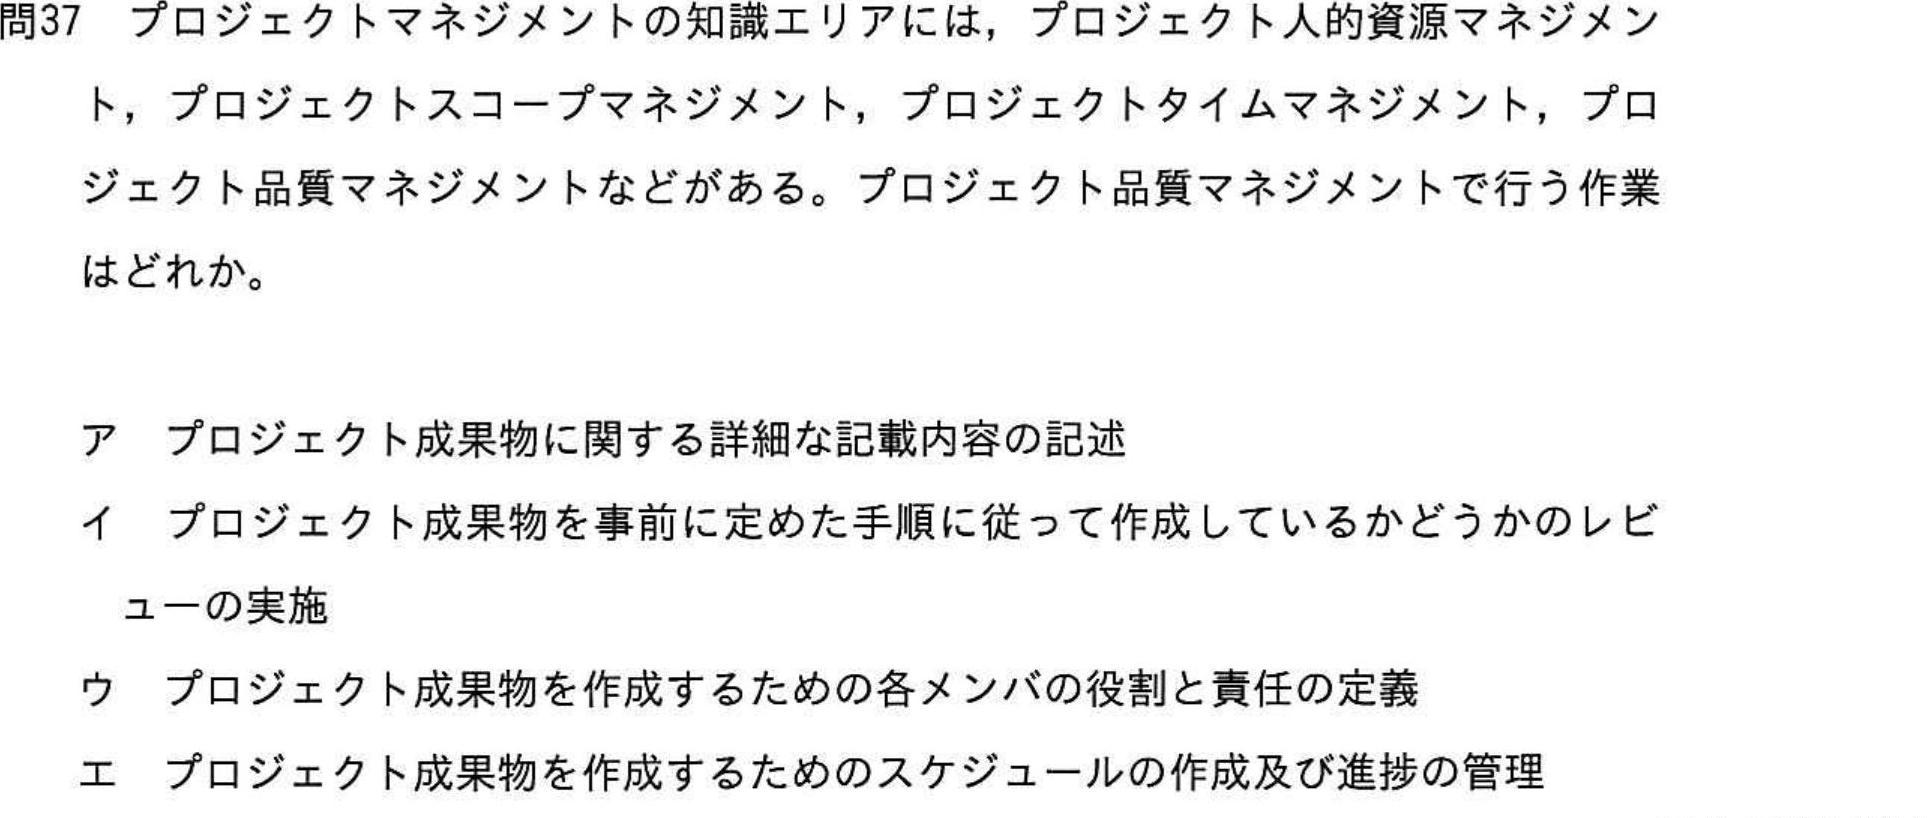 問37 プロジェクトマネジメントの知識エリアには，プロジェクト人的資源マネジメン
ト，プロジェクトスコープマネジメント，プロジェクトタイムマネジメント，プロ
ジェクト品質マネジメントなどがある。プロジェクト品質マネジメントで行う作業
はどれか。
ア プロジェクト成果物に関する詳細な記載内容の記述
イ プロジェクト成果物を事前に定めた手順に従って作成しているかどうかのレビ
ューの実施
ウ プロジェクト成果物を作成するための各メンバの役割と責任の定義
エ プロジェクト成果物を作成するためのスケジュールの作成及び進捗の管理